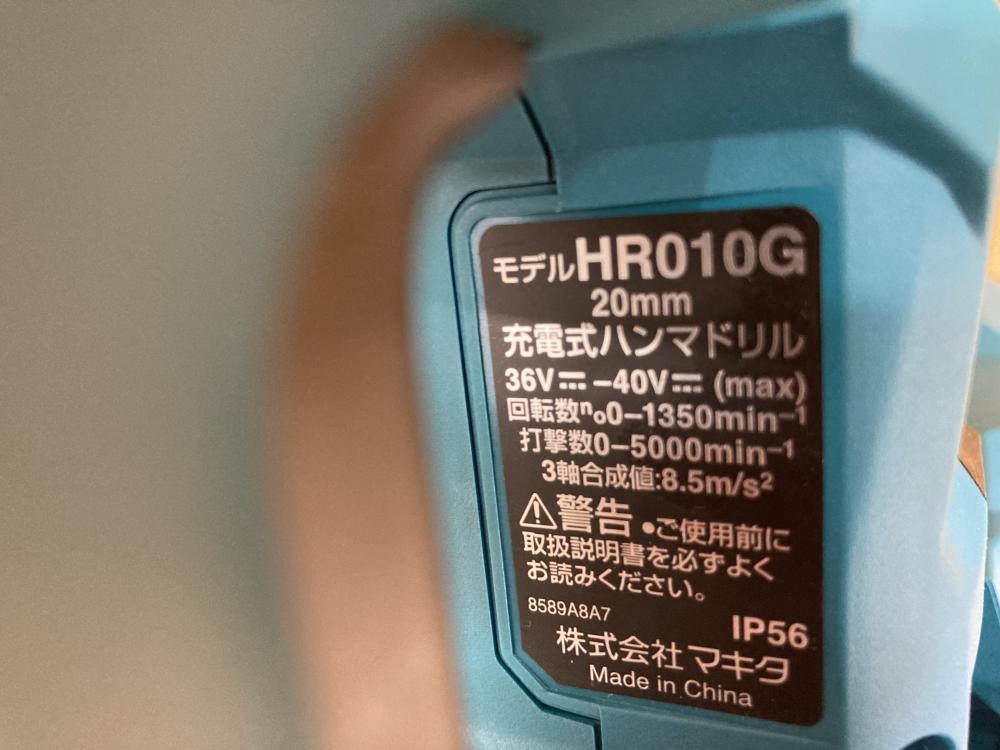 モデルHR010G
20mm
充電式ハンマドリル
36V⎓–40V⎓ (max)
回転数n₀0–1350min⁻¹
打撃数0–5000min⁻¹
3軸合成値:8.5m/s²
⚠警告 •ご使用前に
取扱説明書を必ずよく
お読みください。
8589A8A7
IP56
株式会社マキタ
Made in China